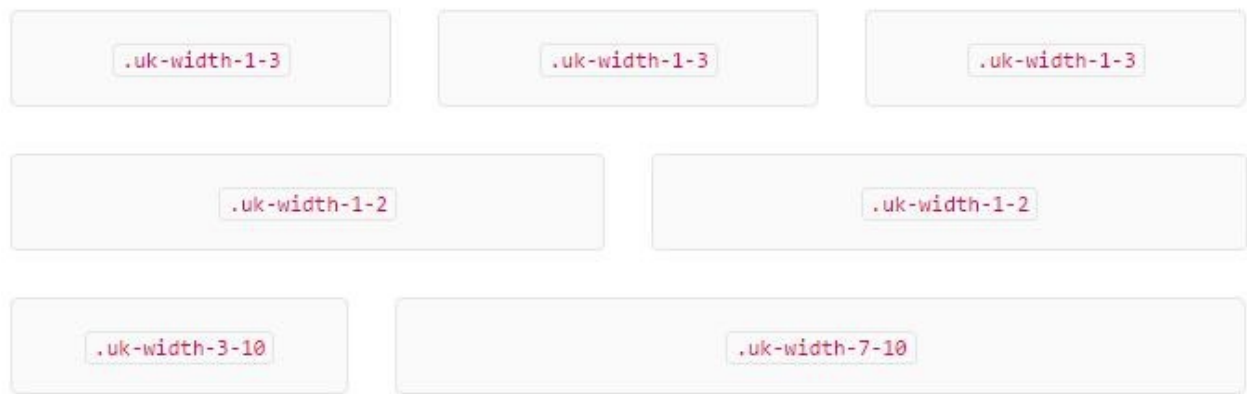 .uk-width-1-3 .uk-width-1-3 .uk-width-1-3
.uk-width-1-2 .uk-width-1-2
.uk-width-3-10 .uk-width-7-10